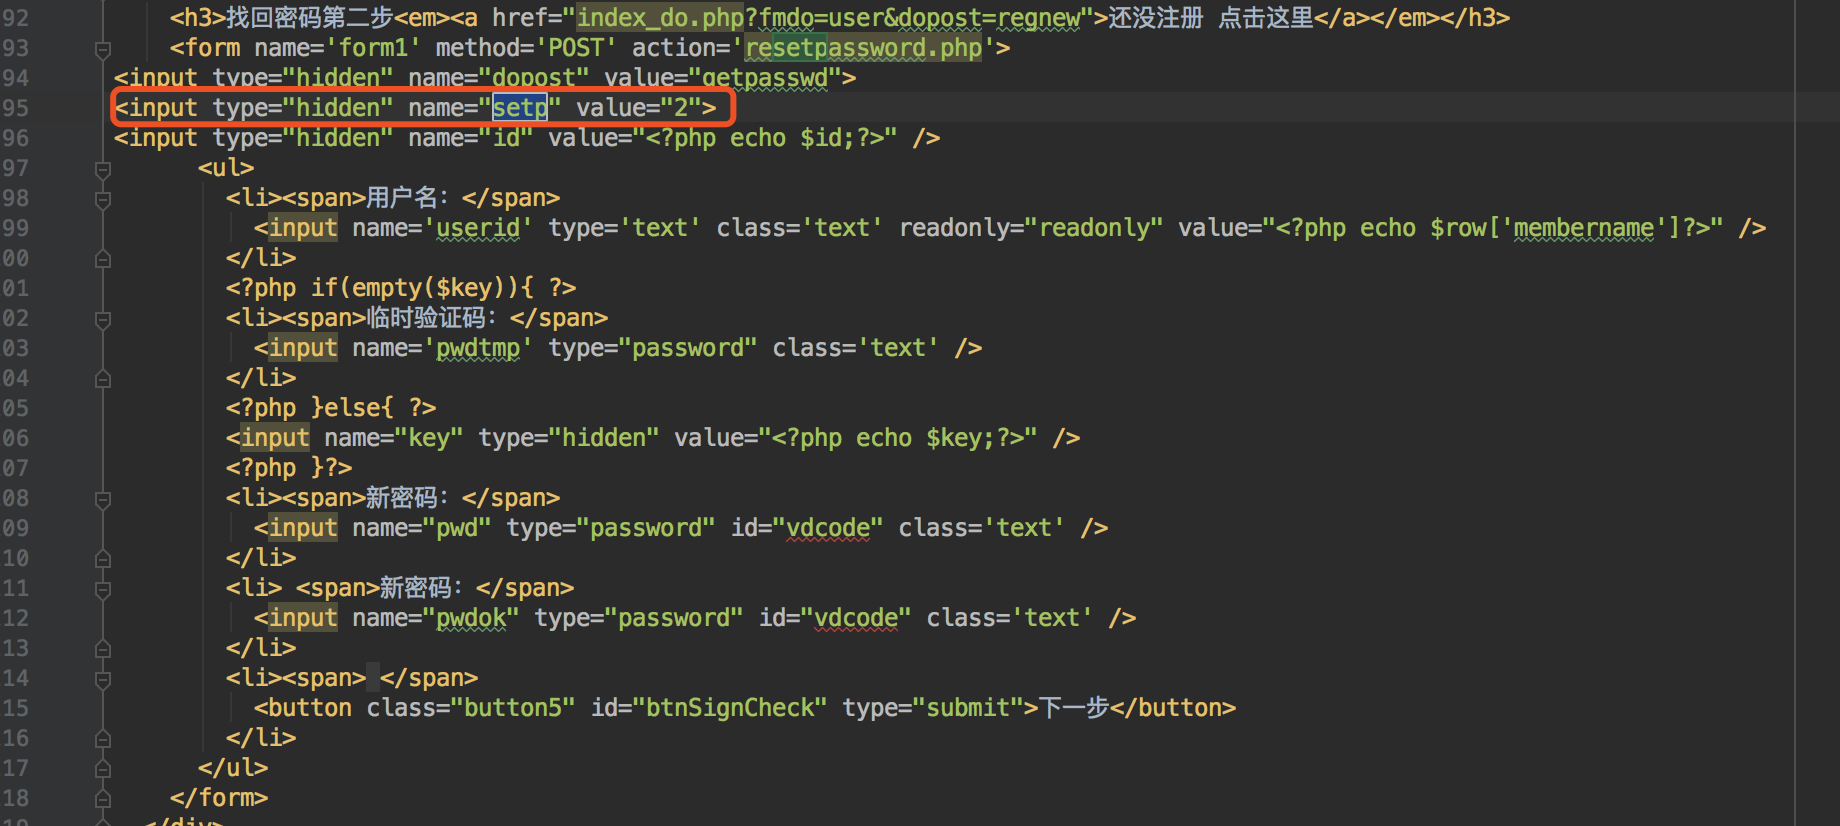 92 <h3>找回密码第二步<em><a href="index_do.php?fmdo=user&dopost=regnew">还没注册 点击这里</a></em></h3>
93 <form name='form1' method='POST' action='resetpassword.php'>
94 <input type="hidden" name="dopost" value="getpasswd">
95 <input type="hidden" name="setp" value="2">
96 <input type="hidden" name="id" value="<?php echo $id;?>" />
97 <ul>
98 <li><span>用户名：</span>
99 <input name='userid' type='text' class='text' readonly="readonly" value="<?php echo $row['membername']?>" />
00 </li>
01 <?php if(empty($key)){ ?>
02 <li><span>临时验证码：</span>
03 <input name='pwdtmp' type="password" class='text' />
04 </li>
05 <?php }else{ ?>
06 <input name="key" type="hidden" value="<?php echo $key;?>" />
07 <?php }?>
08 <li><span>新密码：</span>
09 <input name="pwd" type="password" id="vdcode" class='text' />
10 </li>
11 <li> <span>新密码：</span>
12 <input name="pwdok" type="password" id="vdcode" class='text' />
13 </li>
14 <li><span> </span>
15 <button class="button5" id="btnSignCheck" type="submit">下一步</button>
16 </li>
17 </ul>
18 </form>
19 </div>